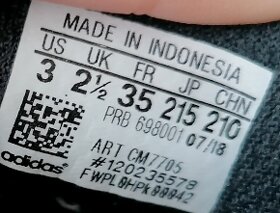 MADE IN INDONESIA
US UK FR JP CHN
3 2½ 35 215 210
PRB 698001 07/18
ART CM7705
#120235578
FWPL0HPK00842
adidas